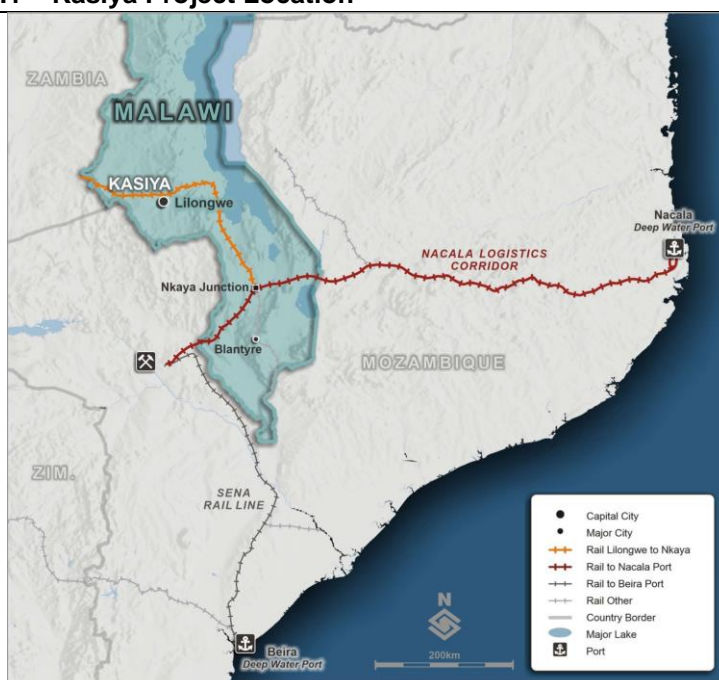 Kasiya Project Location
ZAMBIA
MALAWI
KASIYA
Lilongwe
Nacala
Deep Water Port
NACALA LOGISTICS
CORRIDOR
Nkaya Junction
Blantyre
MOZAMBIQUE
ZIM.
SENA
RAIL LINE
Capital City
Major City
Rail Lilongwe to Nkaya
Rail to Nacala Port
Rail to Beira Port
Rail Other
Country Border
Major Lake
Port
N
200km
Beira
Deep Water Port